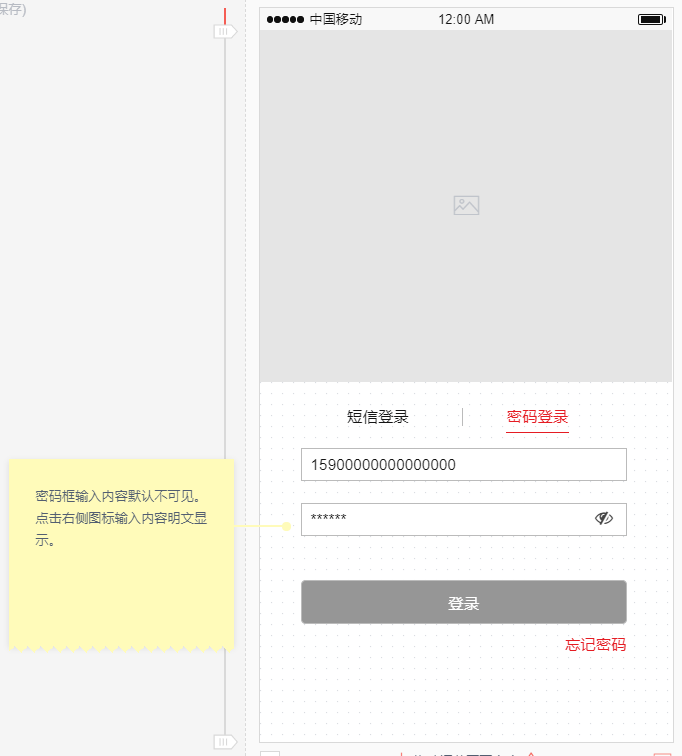 保存)
中国移动
12:00 AM
短信登录
密码登录
15900000000000000
******
密码框输入内容默认不可见。
点击右侧图标输入内容明文显
示。
登录
忘记密码